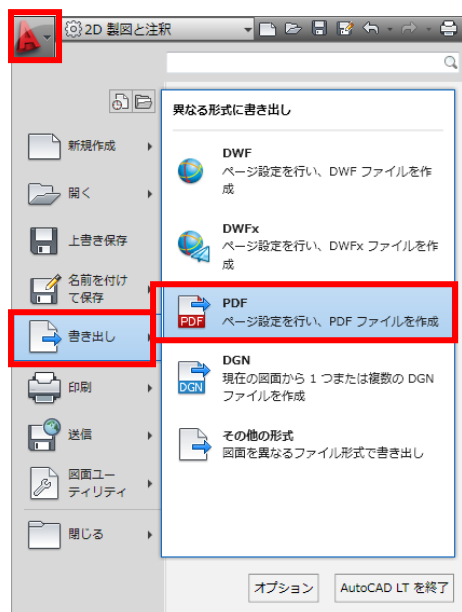 2D 製図と注釈
異なる形式に書き出し
新規作成
開く
上書き保存
名前を付け
て保存
書き出し
印刷
送信
図面ユー
ティリティ
閉じる
DWF
ページ設定を行い、DWF ファイルを作
成
DWFx
ページ設定を行い、DWFx ファイルを作
成
PDF
PDF
ページ設定を行い、PDF ファイルを作成
DGN
DGN
現在の図面から 1 つまたは複数の DGN
ファイルを作成
その他の形式
図面を異なるファイル形式で書き出し
オプション
AutoCAD LT を終了